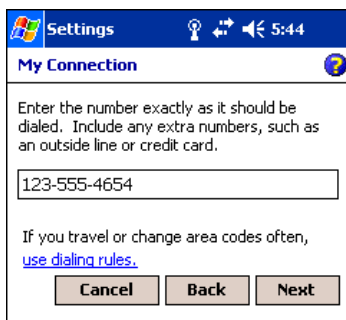 Settings 5:44
My Connection ?
Enter the number exactly as it should be
dialed. Include any extra numbers, such as
an outside line or credit card.
123-555-4654
If you travel or change area codes often,
use dialing rules.
Cancel Back Next